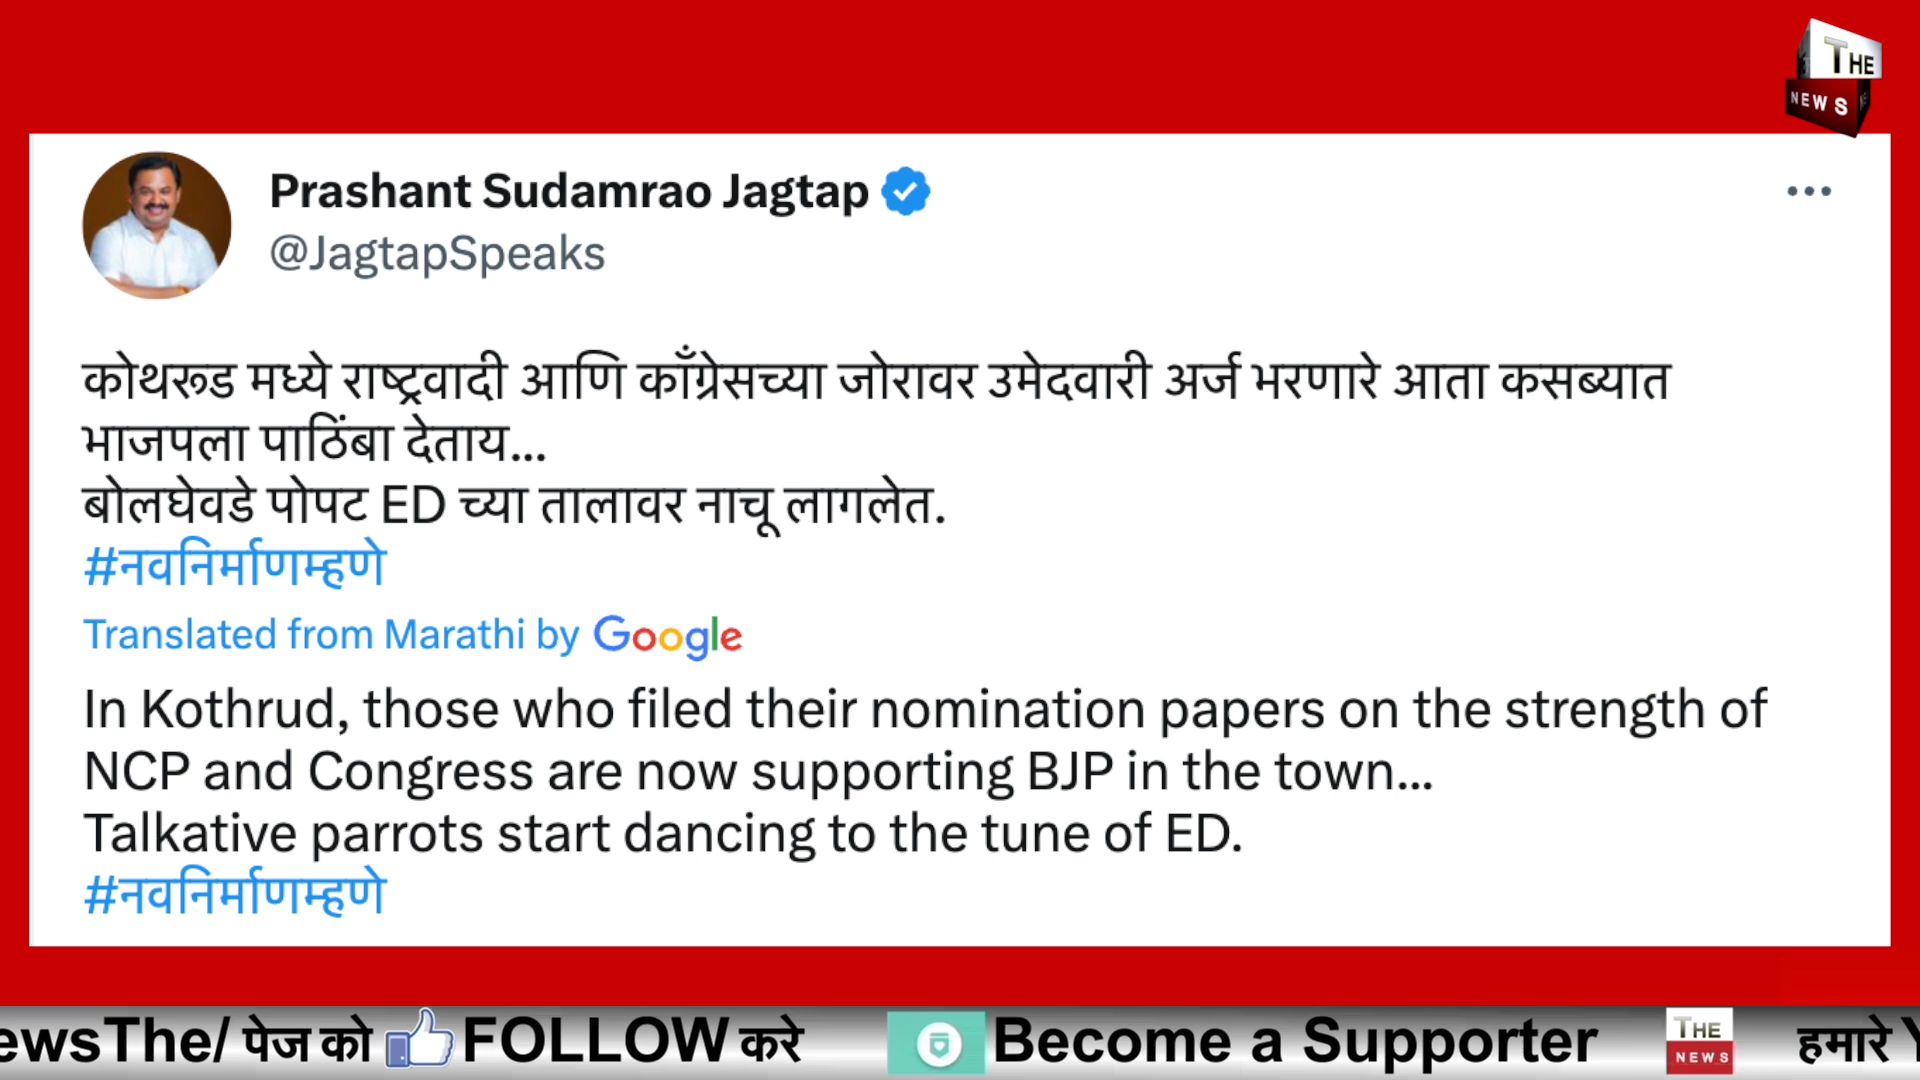 THE
NEWS
Prashant Sudamrao Jagtap
@JagtapSpeaks
कोथरूड मध्ये राष्ट्रवादी आणि काँग्रेसच्या जोरावर उमेदवारी अर्ज भरणारे आता कसब्यात
भाजपला पाठिंबा देताय...
बोलघेवडे पोपट ED च्या तालावर नाचू लागलेत.
#नवनिर्माणम्हणे
Translated from Marathi by Google
In Kothrud, those who filed their nomination papers on the strength of
NCP and Congress are now supporting BJP in the town...
Talkative parrots start dancing to the tune of ED.
#नवनिर्माणम्हणे
ewsThe/ पेज को FOLLOW करे Become a Supporter THE NEWS हमारे